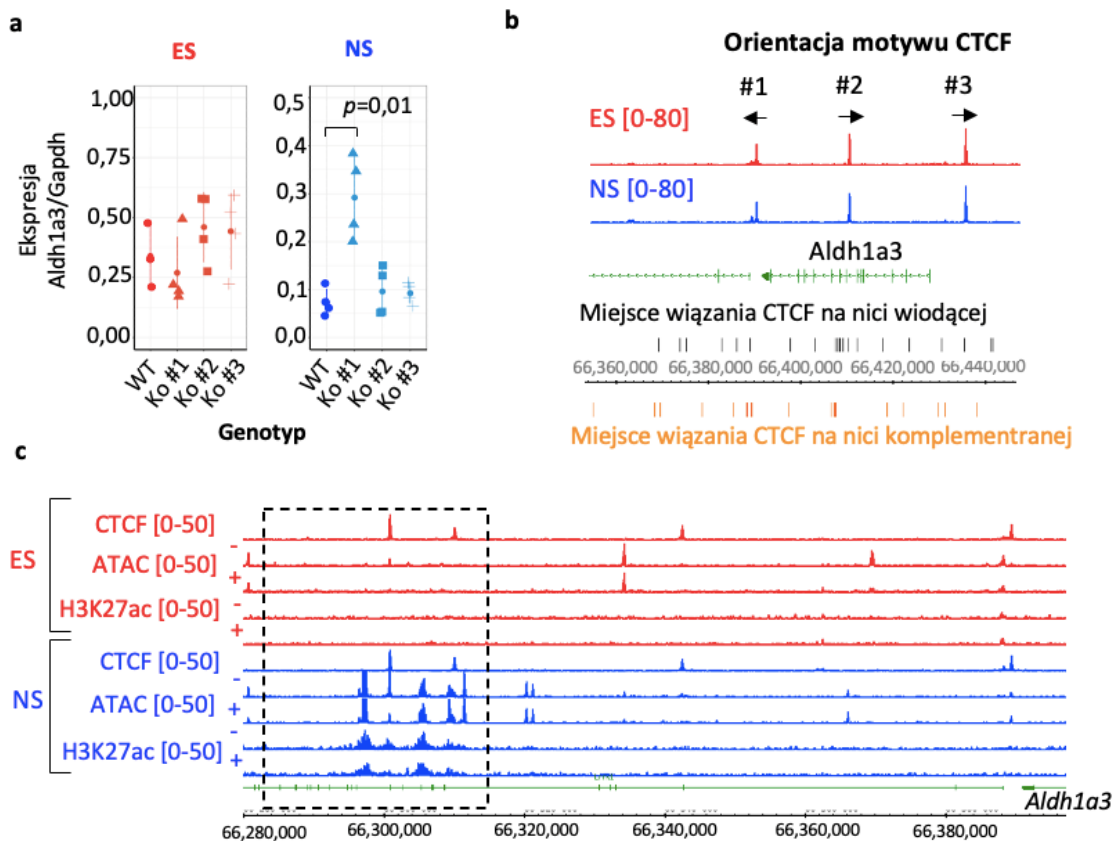 a
ES
NS
Ekspresja
Aldh1a3/Gapdh
1,00
0,75
0,50
0,25
0,00
0,5
0,4
0,3
0,2
0,1
0,0
p=0,01
WT
Ko #1
Ko #2
Ko #3
WT
Ko #1
Ko #2
Ko #3
Genotyp
b
Orientacja motywu CTCF
#1 #2 #3
ES [0-80]
NS [0-80]
Aldh1a3
Miejsce wiązania CTCF na nici wiodącej
66,360,000 66,380,000 66,400,000 66,420,000 66,440,000
Miejsce wiązania CTCF na nici komplementranej
c
ES
CTCF [0-50]
ATAC [0-50] - +
H3K27ac [0-50] - +
NS
CTCF [0-50]
ATAC [0-50] - +
H3K27ac [0-50] - +
Aldh1a3
66,280,000 66,300,000 66,320,000 66,340,000 66,360,000 66,380,000